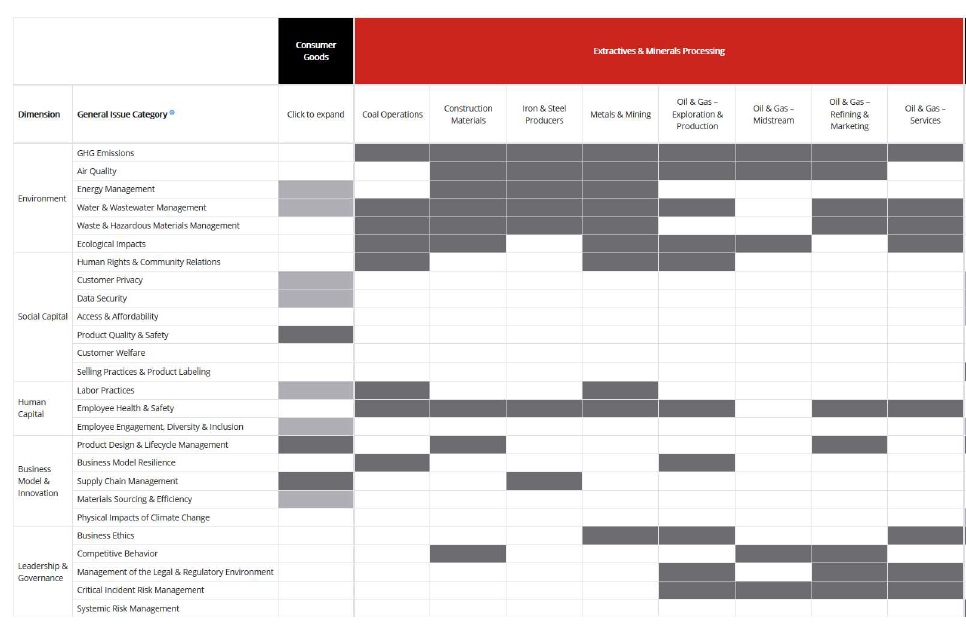 Consumer
Goods
Extractives & Minerals Processing
Dimension
General Issue Category
Click to expand
Coal Operations
Construction
Materials
Iron & Steel
Producers
Metals & Mining
Oil & Gas –
Exploration &
Production
Oil & Gas –
Midstream
Oil & Gas –
Refining &
Marketing
Oil & Gas –
Services
Environment
GHG Emissions
Air Quality
Energy Management
Water & Wastewater Management
Waste & Hazardous Materials Management
Ecological Impacts
Social Capital
Human Rights & Community Relations
Customer Privacy
Data Security
Access & Affordability
Product Quality & Safety
Customer Welfare
Selling Practices & Product Labeling
Human
Capital
Labor Practices
Employee Health & Safety
Employee Engagement, Diversity & Inclusion
Business
Model &
Innovation
Product Design & Lifecycle Management
Business Model Resilience
Supply Chain Management
Materials Sourcing & Efficiency
Physical Impacts of Climate Change
Leadership &
Governance
Business Ethics
Competitive Behavior
Management of the Legal & Regulatory Environment
Critical Incident Risk Management
Systemic Risk Management